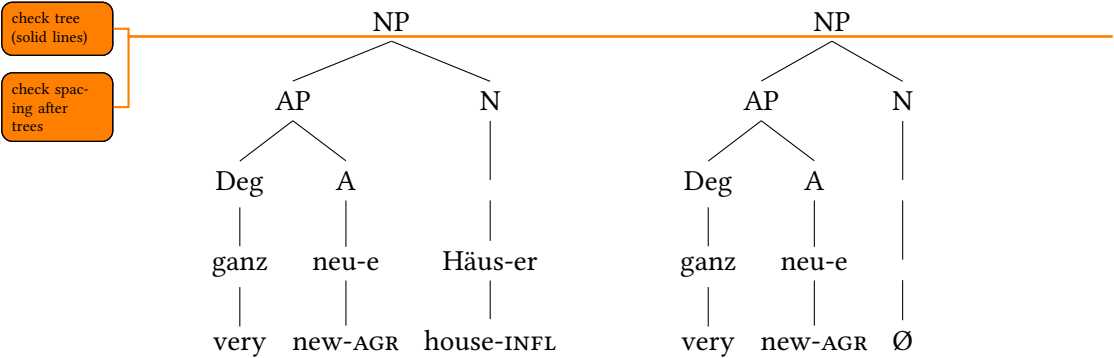 check tree
(solid lines)
check spac-
ing after
trees
NP NP
AP N AP N
Deg A Deg A
ganz neu-e Häus-er ganz neu-e
very new-AGR house-INFL very new-AGR Ø